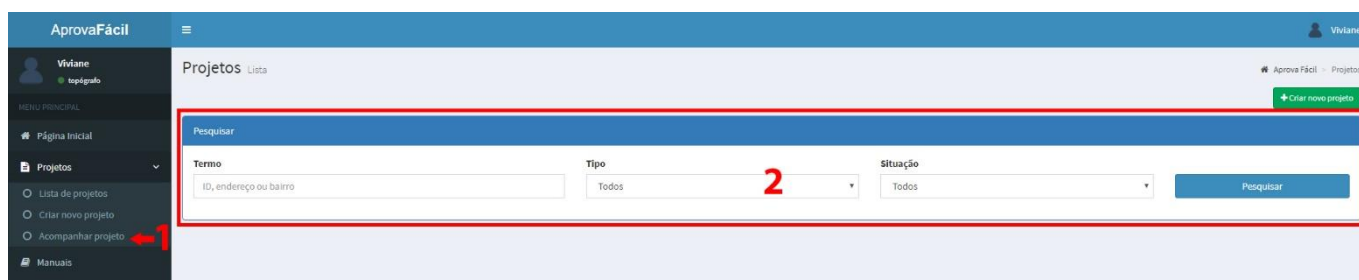 AprovaFácil
Viviane
Viviane
topógrafo
Projetos Lista
Aprova Fácil > Projetos
MENU PRINCIPAL
+Criar novo projeto
Página Inicial
Projetos
Lista de projetos
Criar novo projeto
Acompanhar projeto
1
Manuais
Pesquisar
Termo
Tipo
Situação
ID, endereço ou bairro
Todos
2
Todos
Pesquisar